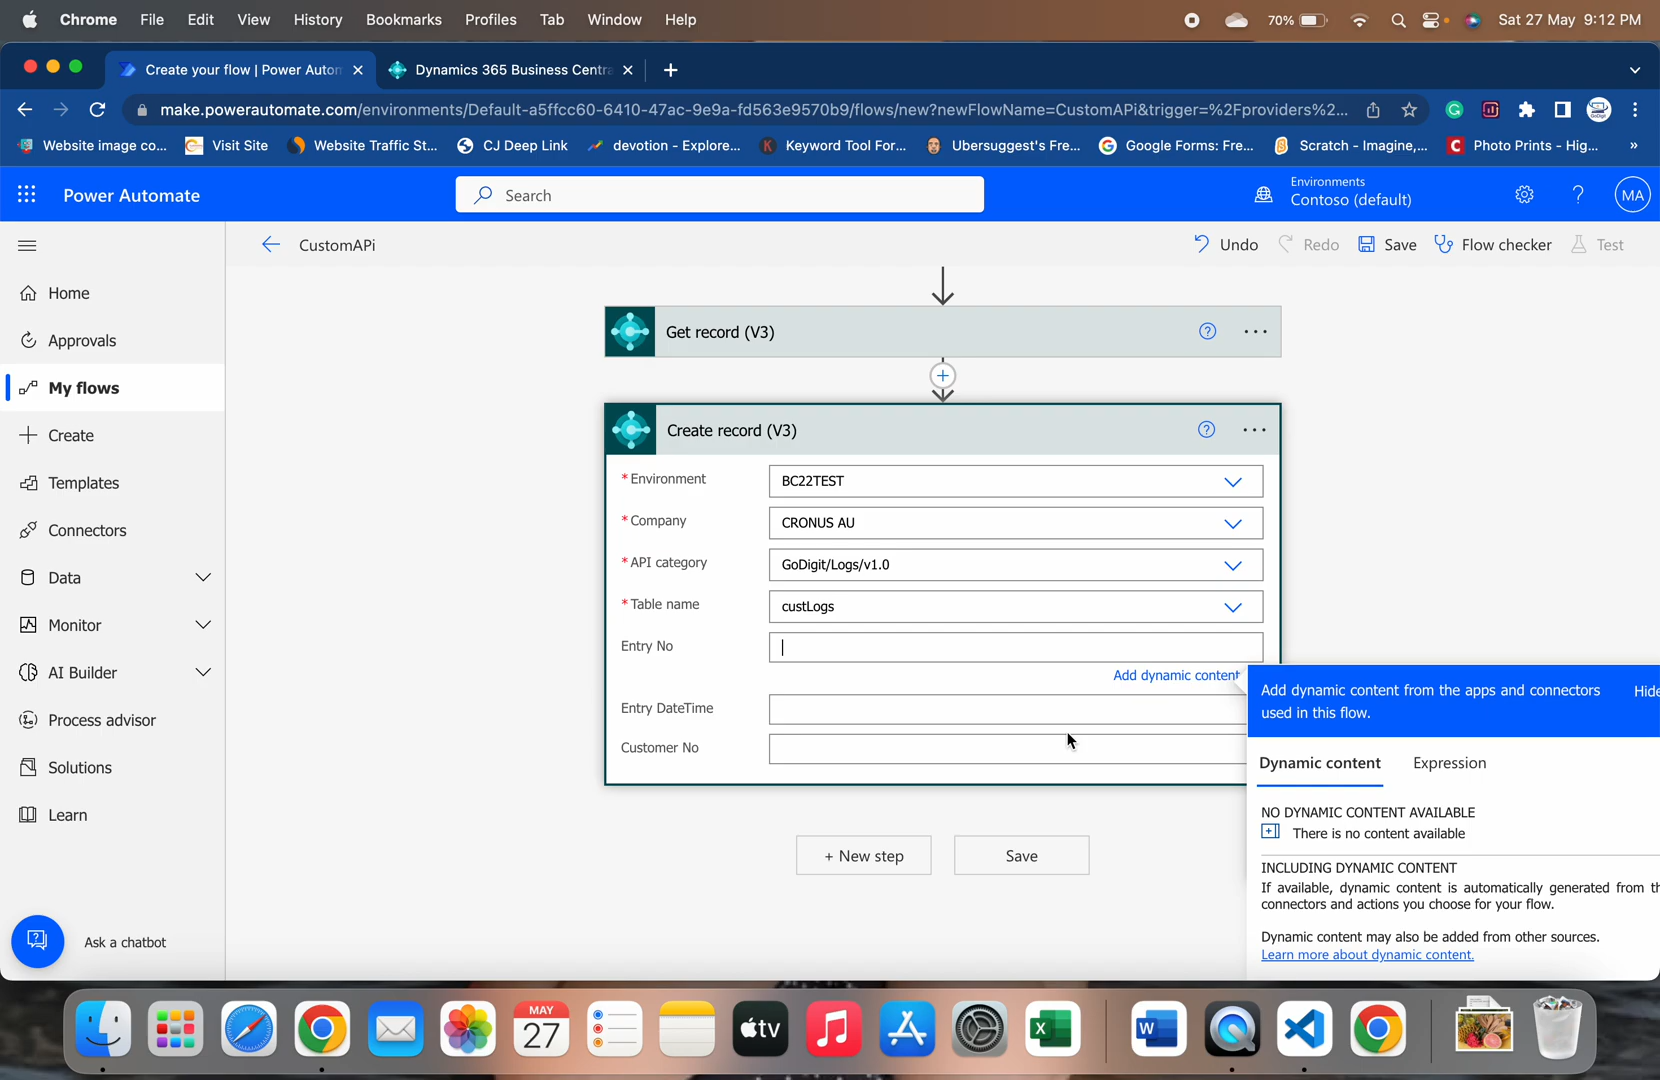 Chrome File Edit View History Bookmarks Profiles Tab Window Help 70% Sat 27 May 9:12 PM
Create your flow | Power Autom Dynamics 365 Business Centra
make.powerautomate.com/environments/Default-a5ffcc60-6410-47ac-9e9a-fd563e9570b9/flows/new?newFlowName=CustomAPi&trigger=%2Fproviders%2...
Website image co... Visit Site Website Traffic St... CJ Deep Link devotion - Explore... Keyword Tool For... Ubersuggest's Fre... Google Forms: Fre... Scratch - Imagine,... Photo Prints - Hig... »
Power Automate Search Environments
Contoso (default) ? MA
CustomAPi Undo Redo Save Flow checker Test
Home
Approvals
My flows
Create
Templates
Connectors
Data
Monitor
AI Builder
Process advisor
Solutions
Learn
Ask a chatbot
Get record (V3) ? ...
Create record (V3) ? ...
* Environment BC22TEST
* Company CRONUS AU
* API category GoDigit/Logs/v1.0
* Table name custLogs
Entry No
Add dynamic content
Entry DateTime
Customer No
+ New step Save
Add dynamic content from the apps and connectors Hide
used in this flow.
Dynamic content Expression
NO DYNAMIC CONTENT AVAILABLE
There is no content available
INCLUDING DYNAMIC CONTENT
If available, dynamic content is automatically generated from th
connectors and actions you choose for your flow.
Dynamic content may also be added from other sources.
Learn more about dynamic content.
MAY
27
tv
X
W